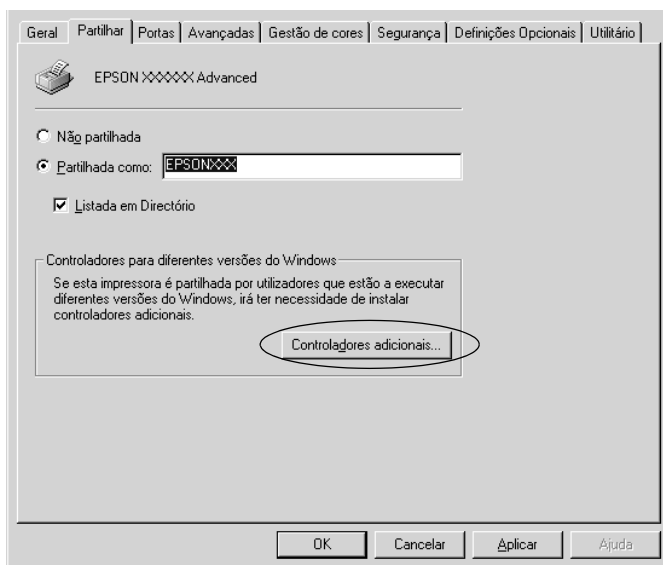 Geral Partilhar Portas Avançadas Gestão de cores Segurança Definições Opcionais Utilitário
EPSON XXXXXX Advanced
Não partilhada
Partilhada como: EPSONXXX
Listada em Directório
Controladores para diferentes versões do Windows
Se esta impressora é partilhada por utilizadores que estão a executar
diferentes versões do Windows, irá ter necessidade de instalar
controladores adicionais.
Controladores adicionais...
OK Cancelar Aplicar Ajuda